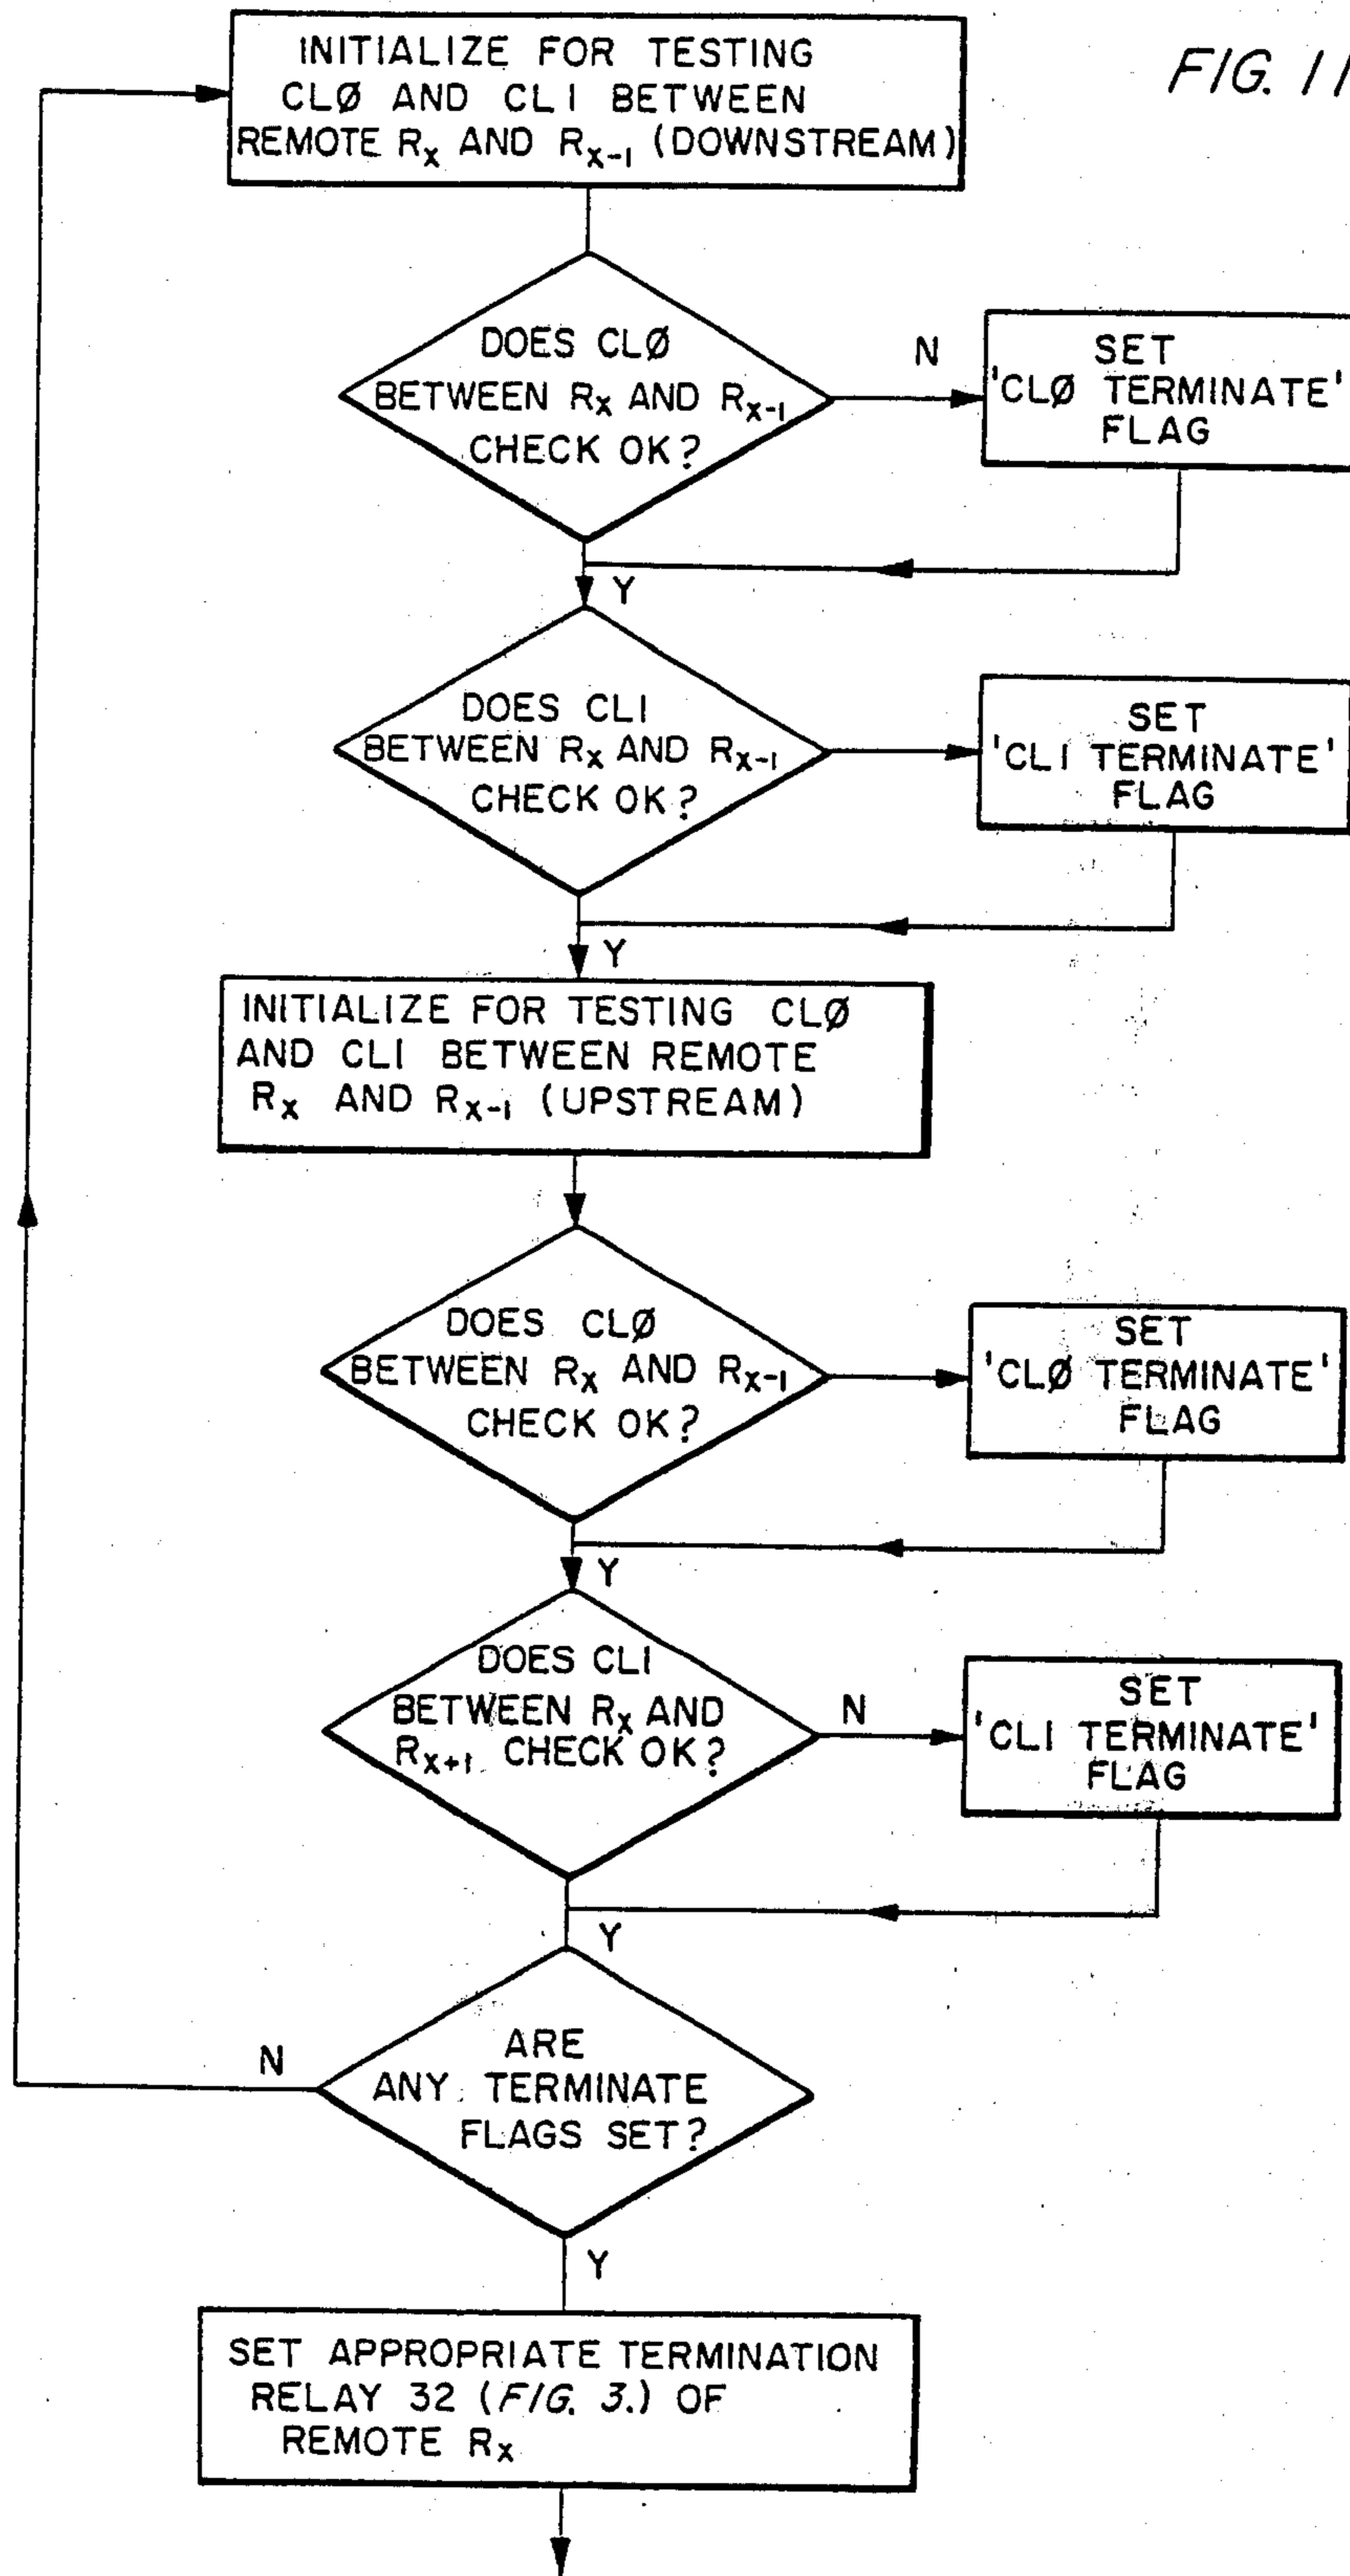 FIG. 11
INITIALIZE FOR TESTING
CLØ AND CL1 BETWEEN
REMOTE Rx AND Rx-1 (DOWNSTREAM)
DOES CLØ
BETWEEN Rx AND Rx-1
CHECK OK?
N
SET
'CLØ TERMINATE'
FLAG
Y
DOES CL1
BETWEEN Rx AND Rx-1
CHECK OK?
SET
'CL1 TERMINATE'
FLAG
Y
INITIALIZE FOR TESTING CLØ
AND CL1 BETWEEN REMOTE
Rx AND Rx-1 (UPSTREAM)
DOES CLØ
BETWEEN Rx AND Rx-1
CHECK OK?
SET
'CLØ TERMINATE'
FLAG
Y
DOES CL1
BETWEEN Rx AND
Rx+1 CHECK OK?
N
SET
'CL1 TERMINATE'
FLAG
Y
ARE
ANY TERMINATE
FLAGS SET?
N
Y
SET APPROPRIATE TERMINATION
RELAY 32 (FIG. 3.) OF
REMOTE Rx